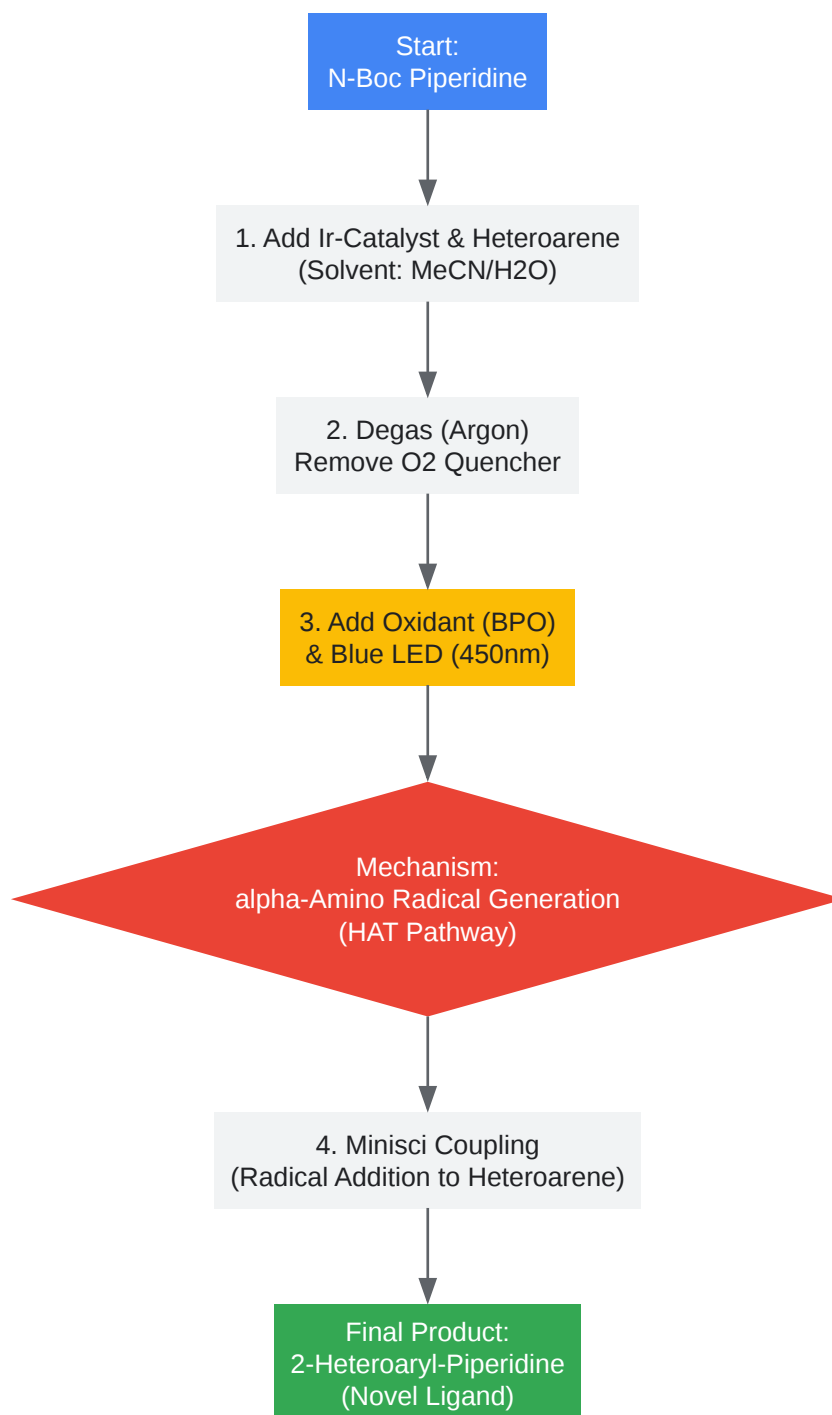 Start:
N-Boc Piperidine
1. Add Ir-Catalyst & Heteroarene
(Solvent: MeCN/H2O)
2. Degas (Argon)
Remove O2 Quencher
3. Add Oxidant (BPO)
& Blue LED (450nm)
Mechanism:
alpha-Amino Radical Generation
(HAT Pathway)
4. Minisci Coupling
(Radical Addition to Heteroarene)
Final Product:
2-Heteroaryl-Piperidine
(Novel Ligand)